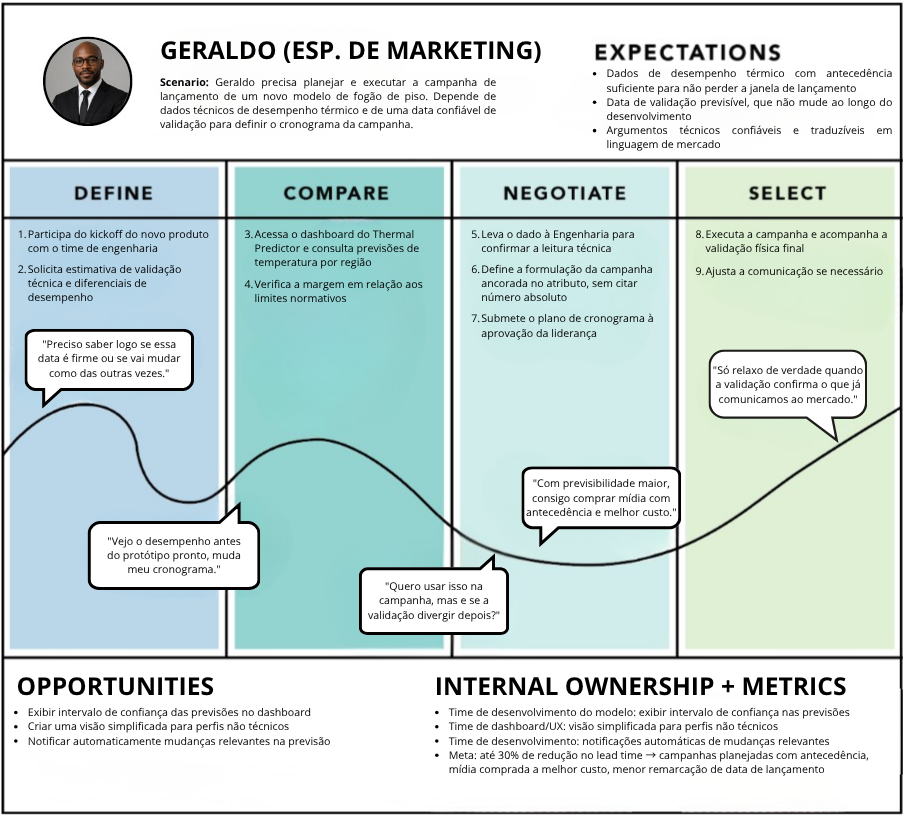 GERALDO (ESP. DE MARKETING)
Scenario: Geraldo precisa planejar e executar a campanha de
lançamento de um novo modelo de fogão de piso. Depende de
dados técnicos de desempenho térmico e de uma data confiável de
validação para definir o cronograma da campanha.
EXPECTATIONS
• Dados de desempenho térmico com antecedência
suficiente para não perder a janela de lançamento
• Data de validação previsível, que não mude ao longo do
desenvolvimento
• Argumentos técnicos confiáveis e traduzíveis em
linguagem de mercado
DEFINE
1. Participa do kickoff do novo produto
com o time de engenharia
2. Solicita estimativa de validação
técnica e diferenciais de
desempenho
"Preciso saber logo se essa
data é firme ou se vai mudar
como das outras vezes."
"Vejo o desempenho antes
do protótipo pronto, muda
meu cronograma."
COMPARE
3. Acessa o dashboard do Thermal
Predictor e consulta previsões de
temperatura por região
4. Verifica a margem em relação aos
limites normativos
"Quero usar isso na
campanha, mas e se a
validação divergir depois?"
NEGOTIATE
5. Leva o dado à Engenharia para
confirmar a leitura técnica
6. Define a formulação da campanha
ancorada no atributo, sem citar
número absoluto
7. Submete o plano de cronograma à
aprovação da liderança
"Com previsibilidade maior,
consigo comprar mídia com
antecedência e melhor custo."
SELECT
8. Executa a campanha e acompanha a
validação física final
9. Ajusta a comunicação se necessário
"Só relaxo de verdade quando
a validação confirma o que já
comunicamos ao mercado."
OPPORTUNITIES
• Exibir intervalo de confiança das previsões no dashboard
• Criar uma visão simplificada para perfis não técnicos
• Notificar automaticamente mudanças relevantes na previsão
INTERNAL OWNERSHIP + METRICS
• Time de desenvolvimento do modelo: exibir intervalo de confiança nas previsões
• Time de dashboard/UX: visão simplificada para perfis não técnicos
• Time de desenvolvimento: notificações automáticas de mudanças relevantes
• Meta: até 30% de redução no lead time → campanhas planejadas com antecedência,
mídia comprada a melhor custo, menor remarcação de data de lançamento